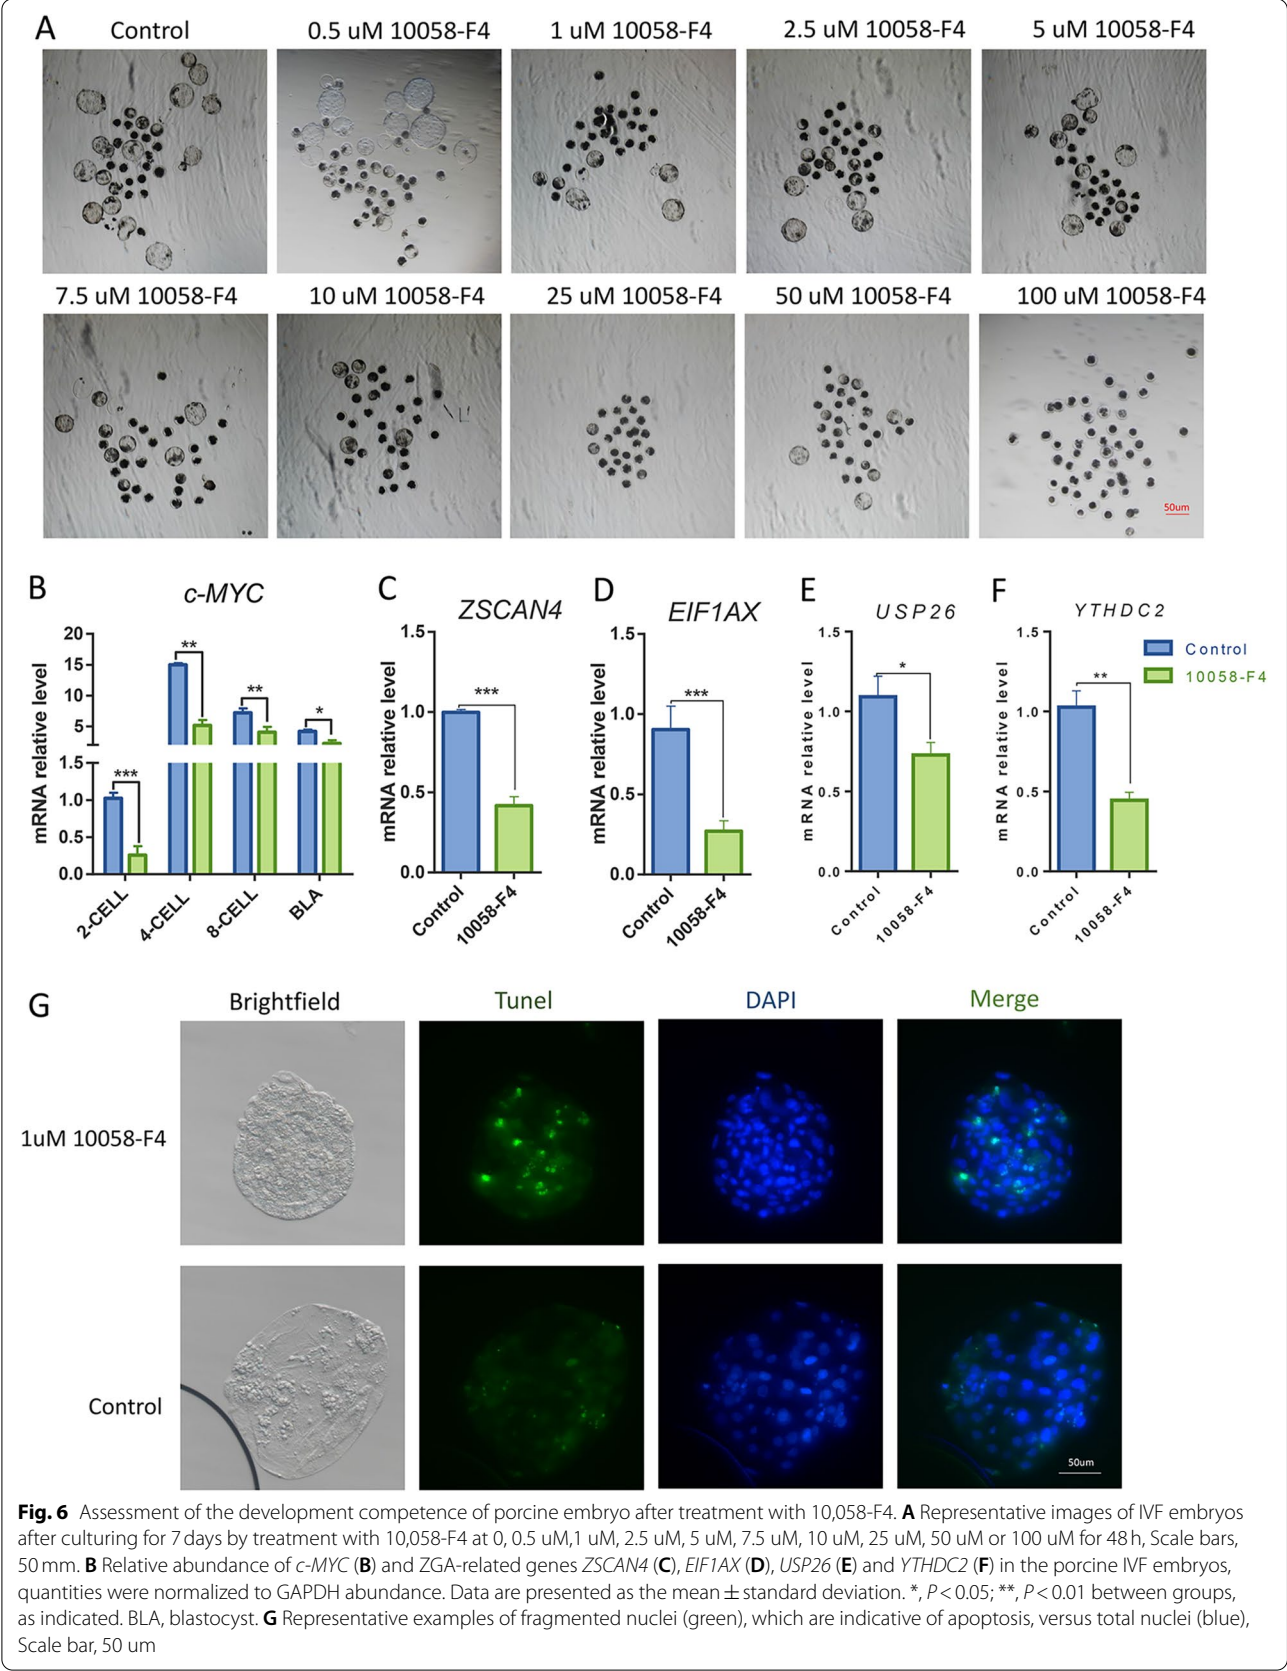 A
Control
0.5 uM 10058-F4
1 uM 10058-F4
2.5 uM 10058-F4
5 uM 10058-F4
7.5 uM 10058-F4
10 uM 10058-F4
25 uM 10058-F4
50 uM 10058-F4
100 uM 10058-F4
50um
B
c-MYC
mRNA relative level
20
15
10
5
1.5
1.0
0.5
0.0
***
**
**
*
2-CELL
4-CELL
8-CELL
BLA
C
ZSCAN4
mRNA relative level
1.5
1.0
0.5
0.0
***
Control
10058-F4
D
EIF1AX
mRNA relative level
1.5
1.0
0.5
0.0
***
Control
10058-F4
E
USP26
mRNA relative level
1.5
1.0
0.5
0.0
*
Control
10058-F4
F
YTHDC2
mRNA relative level
1.5
1.0
0.5
0.0
**
Control
10058-F4
Control
10058-F4
G
Brightfield
Tunel
DAPI
Merge
1uM 10058-F4
Control
50um
Fig. 6 Assessment of the development competence of porcine embryo after treatment with 10,058-F4. A Representative images of IVF embryos
after culturing for 7 days by treatment with 10,058-F4 at 0, 0.5 uM,1 uM, 2.5 uM, 5 uM, 7.5 uM, 10 uM, 25 uM, 50 uM or 100 uM for 48 h, Scale bars,
50 mm. B Relative abundance of c-MYC (B) and ZGA-related genes ZSCAN4 (C), EIF1AX (D), USP26 (E) and YTHDC2 (F) in the porcine IVF embryos,
quantities were normalized to GAPDH abundance. Data are presented as the mean ± standard deviation. *, P < 0.05; **, P < 0.01 between groups,
as indicated. BLA, blastocyst. G Representative examples of fragmented nuclei (green), which are indicative of apoptosis, versus total nuclei (blue),
Scale bar, 50 um